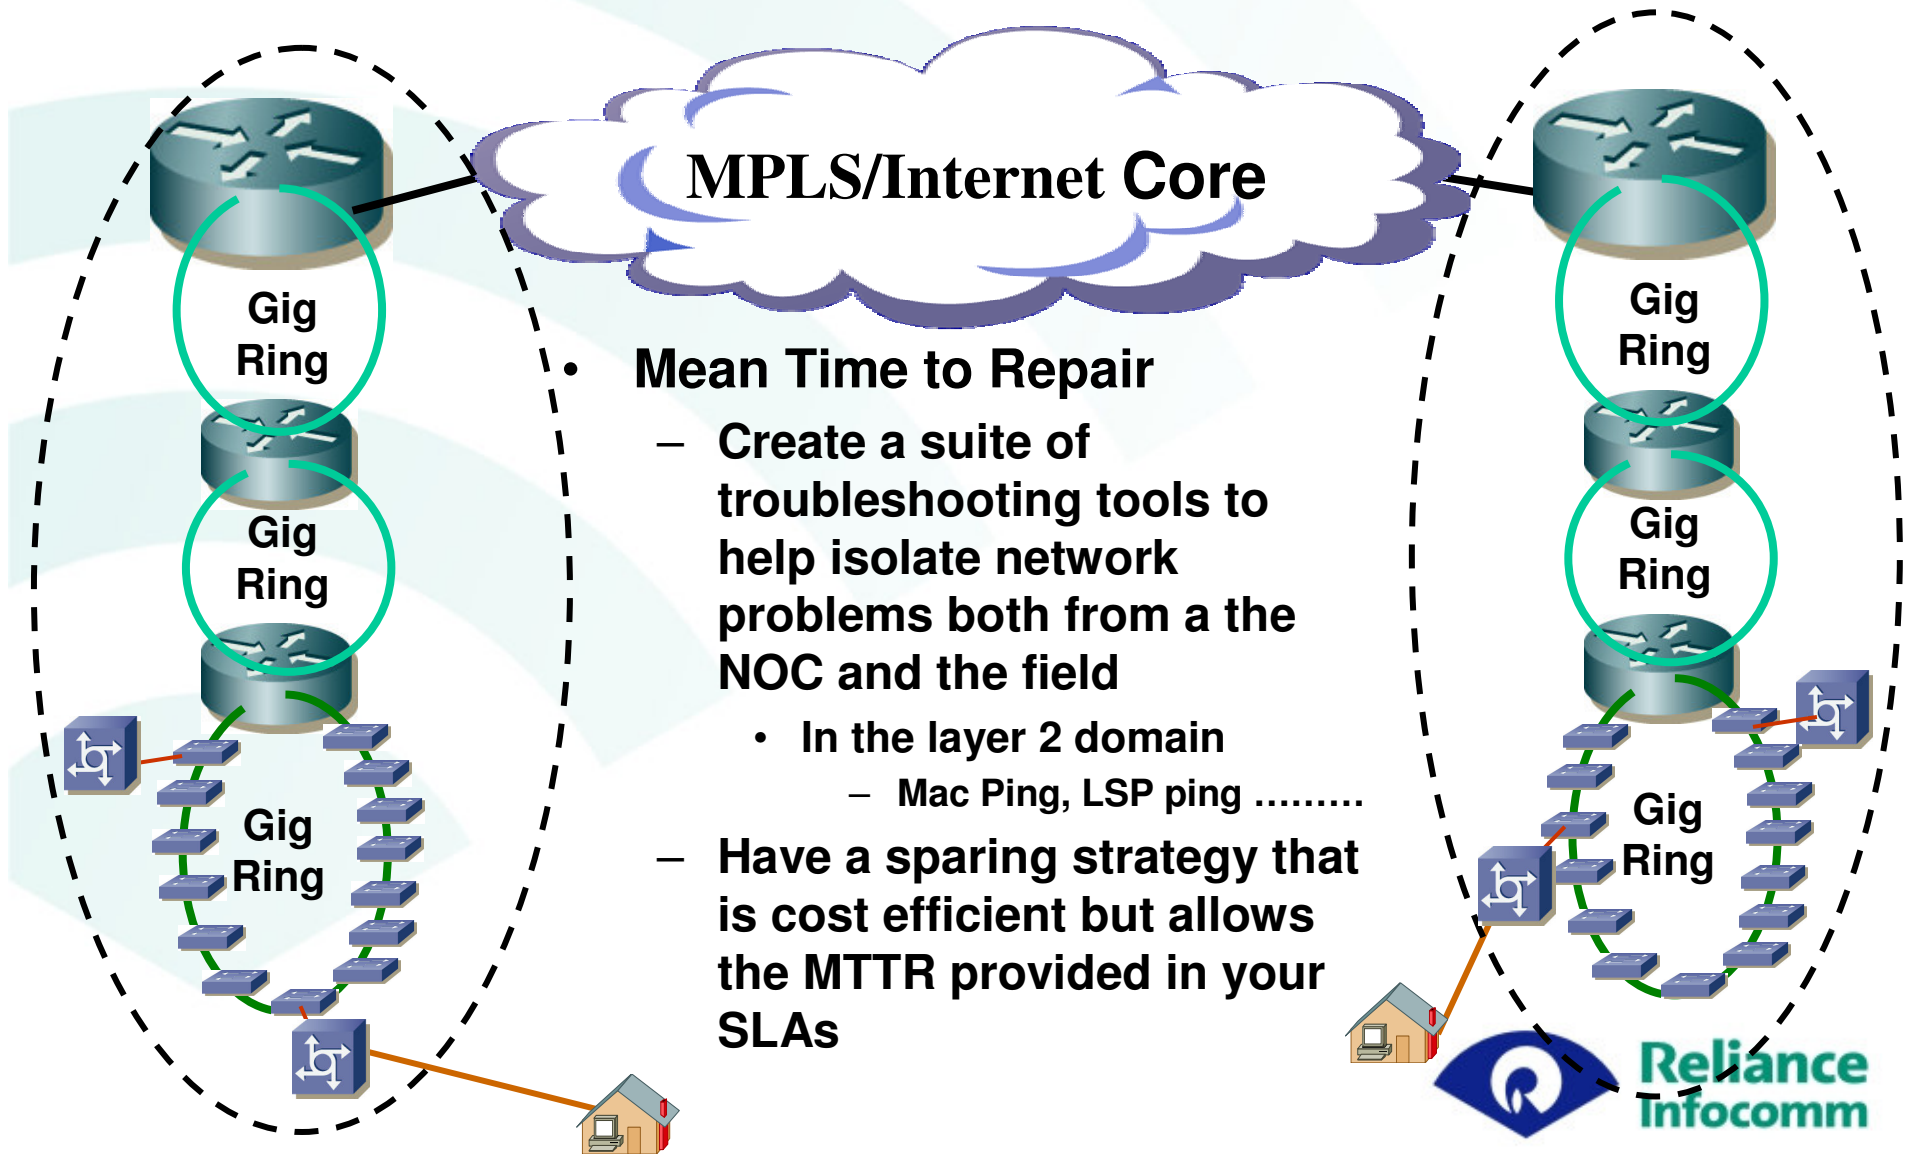 MPLS/Internet Core
Gig
Ring
Gig
Ring
Gig
Ring
• Mean Time to Repair
– Create a suite of
troubleshooting tools to
help isolate network
problems both from a the
NOC and the field
• In the layer 2 domain
– Mac Ping, LSP ping ………
– Have a sparing strategy that
is cost efficient but allows
the MTTR provided in your
SLAs
Gig
Ring
Gig
Ring
Gig
Ring
Reliance
Infocomm